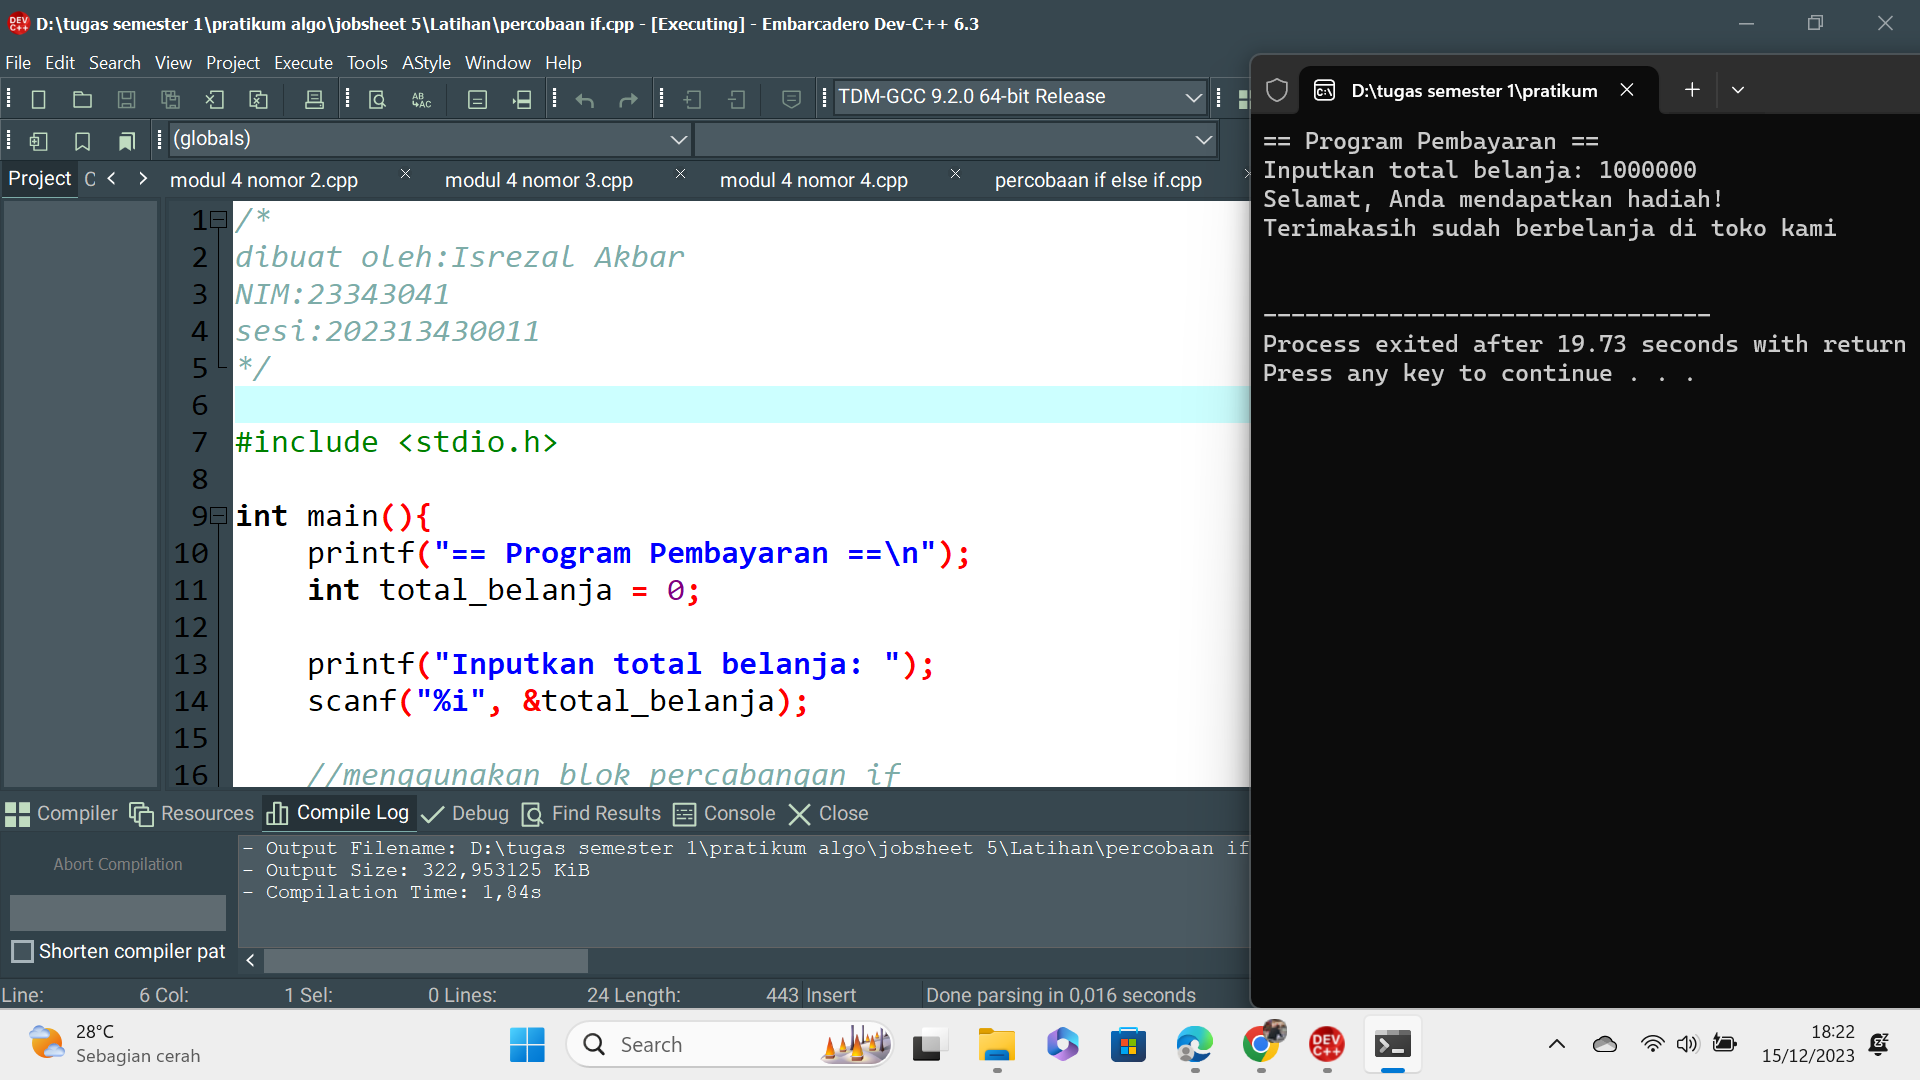 D:\tugas semester 1\pratikum algo\jobsheet 5\Latihan\percobaan if.cpp - [Executing] - Embarcadero Dev-C++ 6.3
File Edit Search View Project Execute Tools AStyle Window Help
TDM-GCC 9.2.0 64-bit Release
(globals)
Project
modul 4 nomor 2.cpp
modul 4 nomor 3.cpp
modul 4 nomor 4.cpp
percobaan if else if.cpp
1 /*
2 dibuat oleh:Isrezal Akbar
3 NIM:23343041
4 sesi:202313430011
5 */
6
7 #include <stdio.h>
8
9 int main(){
10 printf("== Program Pembayaran ==\n");
11 int total_belanja = 0;
12
13 printf("Inputkan total belanja: ");
14 scanf("%i", &total_belanja);
15
16 //menggunakan blok percabangan if
D:\tugas semester 1\pratikum
== Program Pembayaran ==
Inputkan total belanja: 1000000
Selamat, Anda mendapatkan hadiah!
Terimakasih sudah berbelanja di toko kami
--------------------------------
Process exited after 19.73 seconds with return
Press any key to continue . . .
Compiler Resources Compile Log Debug Find Results Console Close
Abort Compilation
Shorten compiler pat
- Output Filename: D:\tugas semester 1\pratikum algo\jobsheet 5\Latihan\percobaan if
- Output Size: 322,953125 KiB
- Compilation Time: 1,84s
Line: 6 Col: 1 Sel: 0 Lines: 24 Length: 443 Insert Done parsing in 0,016 seconds
28°C
Sebagian cerah
Search
DEV C++
18:22
15/12/2023